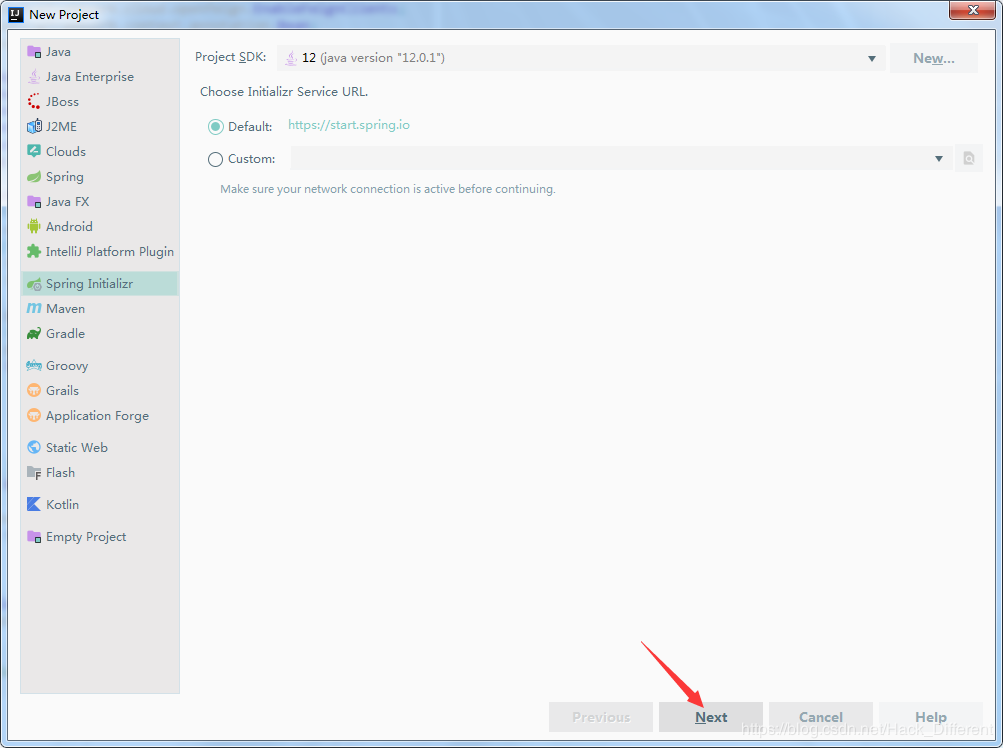 New Project
Java
Java Enterprise
JBoss
J2ME
Clouds
Spring
Java FX
Android
IntelliJ Platform Plugin
Spring Initializr
Maven
Gradle
Groovy
Grails
Application Forge
Static Web
Flash
Kotlin
Empty Project
Project SDK: 12 (java version "12.0.1") New...
Choose Initializr Service URL.
Default: https://start.spring.io
Custom:
Make sure your network connection is active before continuing.
Previous Next Cancel Help
https://blog.csdn.net/Hack_Different